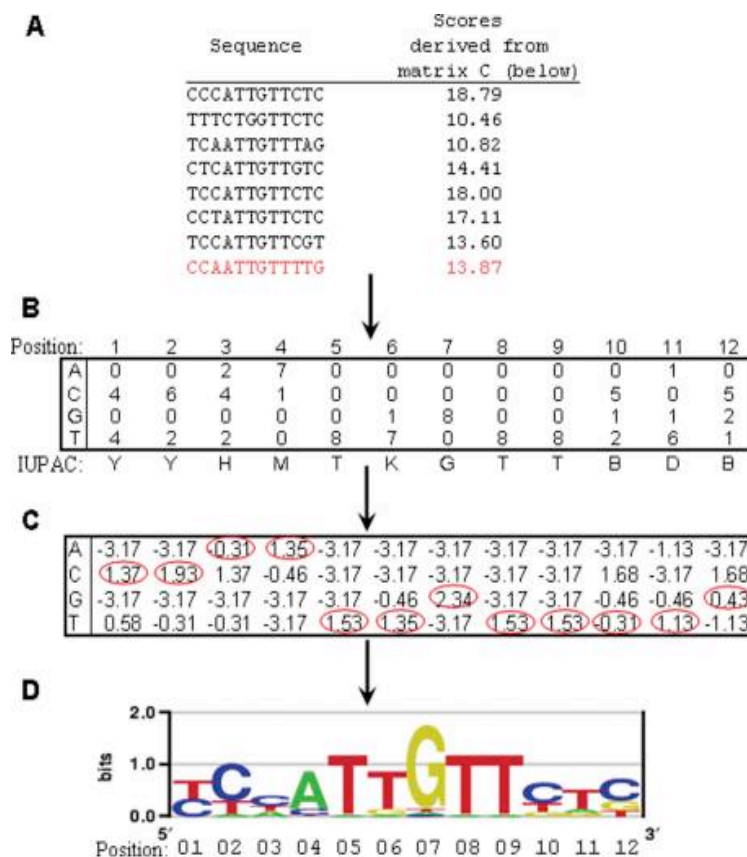 A
Scores
Sequence derived from
matrix C (below)
CCCATTGTTCTC 18.79
TTTCTGGTTCTC 10.46
TCAATTGTTTAG 10.82
CTCATTGTTGTC 14.41
TCCATTGTTCTC 18.00
CCTATTGTTCTC 17.11
TCCATTGTTCGT 13.60
CCAATTGTTTTG 13.87
B
Position: 1 2 3 4 5 6 7 8 9 10 11 12
A 0 0 2 7 0 0 0 0 0 0 1 0
C 4 6 4 1 0 0 0 0 0 5 0 5
G 0 0 0 0 0 1 8 0 0 1 1 2
T 4 2 2 0 8 7 0 8 8 2 6 1
IUPAC: Y Y H M T K G T T B D B
C
A -3.17 -3.17 -0.31 1.35 -3.17 -3.17 -3.17 -3.17 -3.17 -3.17 -1.13 -3.17
C 1.37 1.93 1.37 -0.46 -3.17 -3.17 -3.17 -3.17 -3.17 1.68 -3.17 1.68
G -3.17 -3.17 -3.17 -3.17 -3.17 -0.46 2.34 -3.17 -3.17 -0.46 -0.46 0.43
T 0.58 -0.31 -0.31 -3.17 1.53 1.35 -3.17 1.53 1.53 -0.31 1.13 -1.13
D
2.0
1.0
0.0
bits
T C C A T T G T T C T C
C T T C G T T C
5′ 3′
Position: 01 02 03 04 05 06 07 08 09 10 11 12